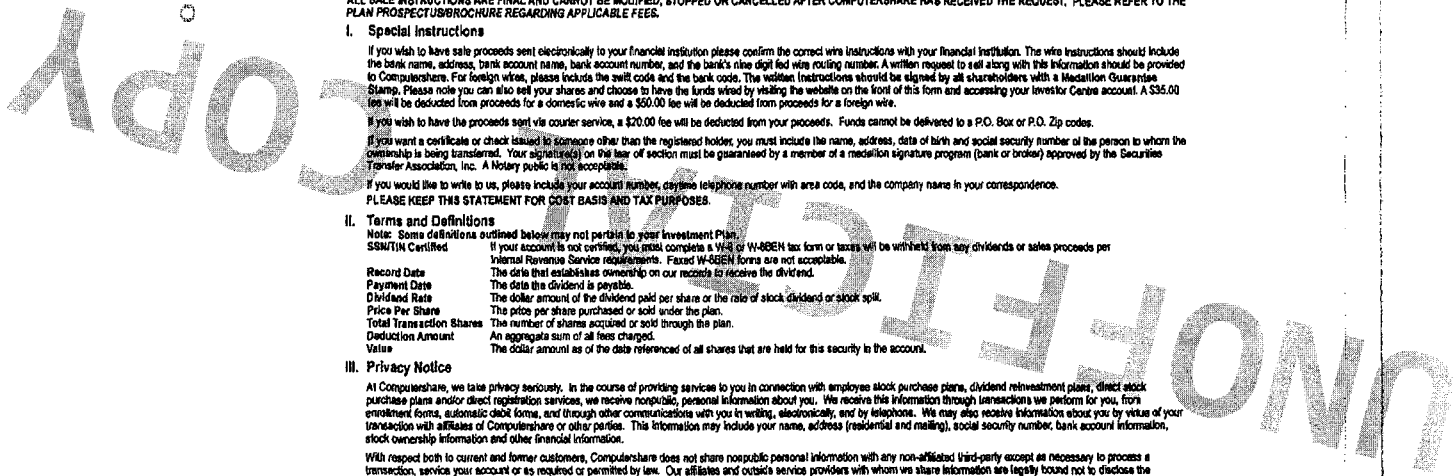 ALL SALE INSTRUCTIONS ARE FINAL AND CANNOT BE MODIFIED, STOPPED OR CANCELLED AFTER COMPUTERSHARE HAS RECEIVED THE REQUEST. PLEASE REFER TO THE
PLAN PROSPECTUS/BROCHURE REGARDING APPLICABLE FEES.
I. Special Instructions
If you wish to have sale proceeds sent electronically to your financial institution please confirm the correct wire instructions with your financial institution. The wire instructions should include
the bank name, address, bank account name, bank account number, and the bank's nine digit fed wire routing number. A written request to sell along with this information should be provided
to Computershare. For foreign wires, please include the swift code and the bank code. The written instructions should be signed by all shareholders with a Medallion Guarantee
Stamp. Please note you can also sell your shares and choose to have the funds wired by visiting the website on the front of this form and accessing your Investor Centre account. A $35.00
fee will be deducted from proceeds for a domestic wire and a $50.00 fee will be deducted from proceeds for a foreign wire.
If you wish to have the proceeds sent via courier service, a $20.00 fee will be deducted from your proceeds. Funds cannot be delivered to a P.O. Box or P.O. Zip codes.
If you want a certificate or check issued to someone other than the registered holder, you must include the name, address, date of birth and social security number of the person to whom the
ownership is being transferred. Your signature(s) on the tear off section must be guaranteed by a member of a medallion signature program (bank or broker) approved by the Securities
Transfer Association, Inc. A Notary public is not acceptable.
If you would like to write to us, please include your account number, daytime telephone number with area code, and the company name in your correspondence.
PLEASE KEEP THIS STATEMENT FOR COST BASIS AND TAX PURPOSES.
II. Terms and Definitions
Note: Some definitions outlined below may not pertain to your Investment Plan.
SSN/TIN Certified If your account is not certified, you must complete a W-9 or W-8BEN tax form or taxes will be withheld from any dividends or sales proceeds per
Internal Revenue Service requirements. Faxed W-8BEN forms are not acceptable.
Record Date The date that establishes ownership on our records to receive the dividend.
Payment Date The date the dividend is payable.
Dividend Rate The dollar amount of the dividend paid per share or the rate of stock dividend or stock split.
Price Per Share The price per share purchased or sold under the plan.
Total Transaction Shares The number of shares acquired or sold through the plan.
Deduction Amount An aggregate sum of all fees charged.
Value The dollar amount as of the date referenced of all shares that are held for this security in the account.
III. Privacy Notice
At Computershare, we take privacy seriously. In the course of providing services to you in connection with employee stock purchase plans, dividend reinvestment plans, direct stock
purchase plans and/or direct registration services, we receive nonpublic, personal information about you. We receive this information through transactions we perform for you, from
enrollment forms, automatic debit forms, and through other communications with you in writing, electronically, and by telephone. We may also receive information about you by virtue of your
transaction with affiliates of Computershare or other parties. This information may include your name, address (residential and mailing), social security number, bank account information,
stock ownership information and other financial information.
With respect both to current and former customers, Computershare does not share nonpublic personal information with any non-affiliated third-party except as necessary to process a
transaction, service your account or as required or permitted by law. Our affiliates and outside service providers with whom we share information are legally bound not to disclose the
UNOFFICIAL COPY